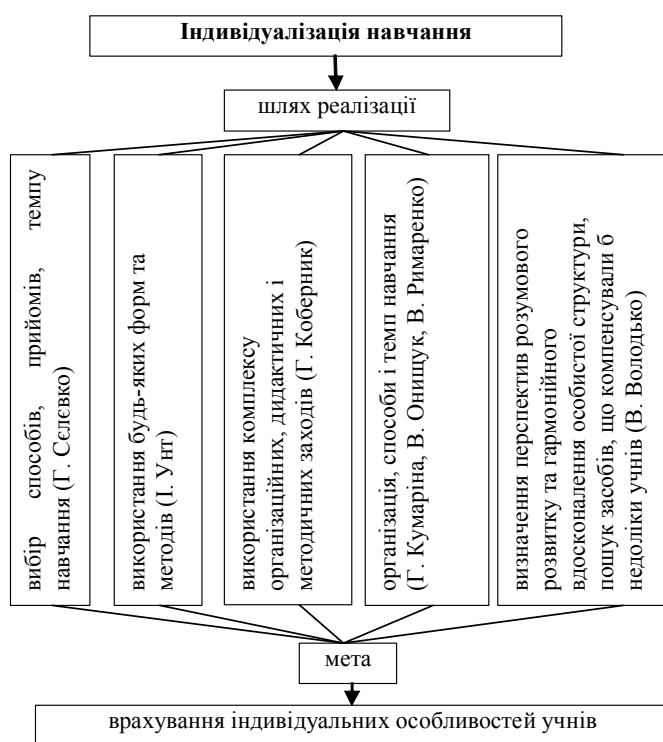 Індивідуалізація навчання
шлях реалізації
вибір способів, прийомів, темпу
навчання (Г. Сєлєвко)
використання будь-яких форм та
методів (І. Унт)
використання комплексу
організаційних, дидактичних і
методичних заходів (Г. Коберник)
організація, способи і темп навчання
(Г. Кумаріна, В. Онищук, В. Римаренко)
визначення перспектив розумового
розвитку та гармонійного
вдосконалення особистої структури,
пошук засобів, що компенсували б
недоліки учнів (В. Володько)
мета
врахування індивідуальних особливостей учнів